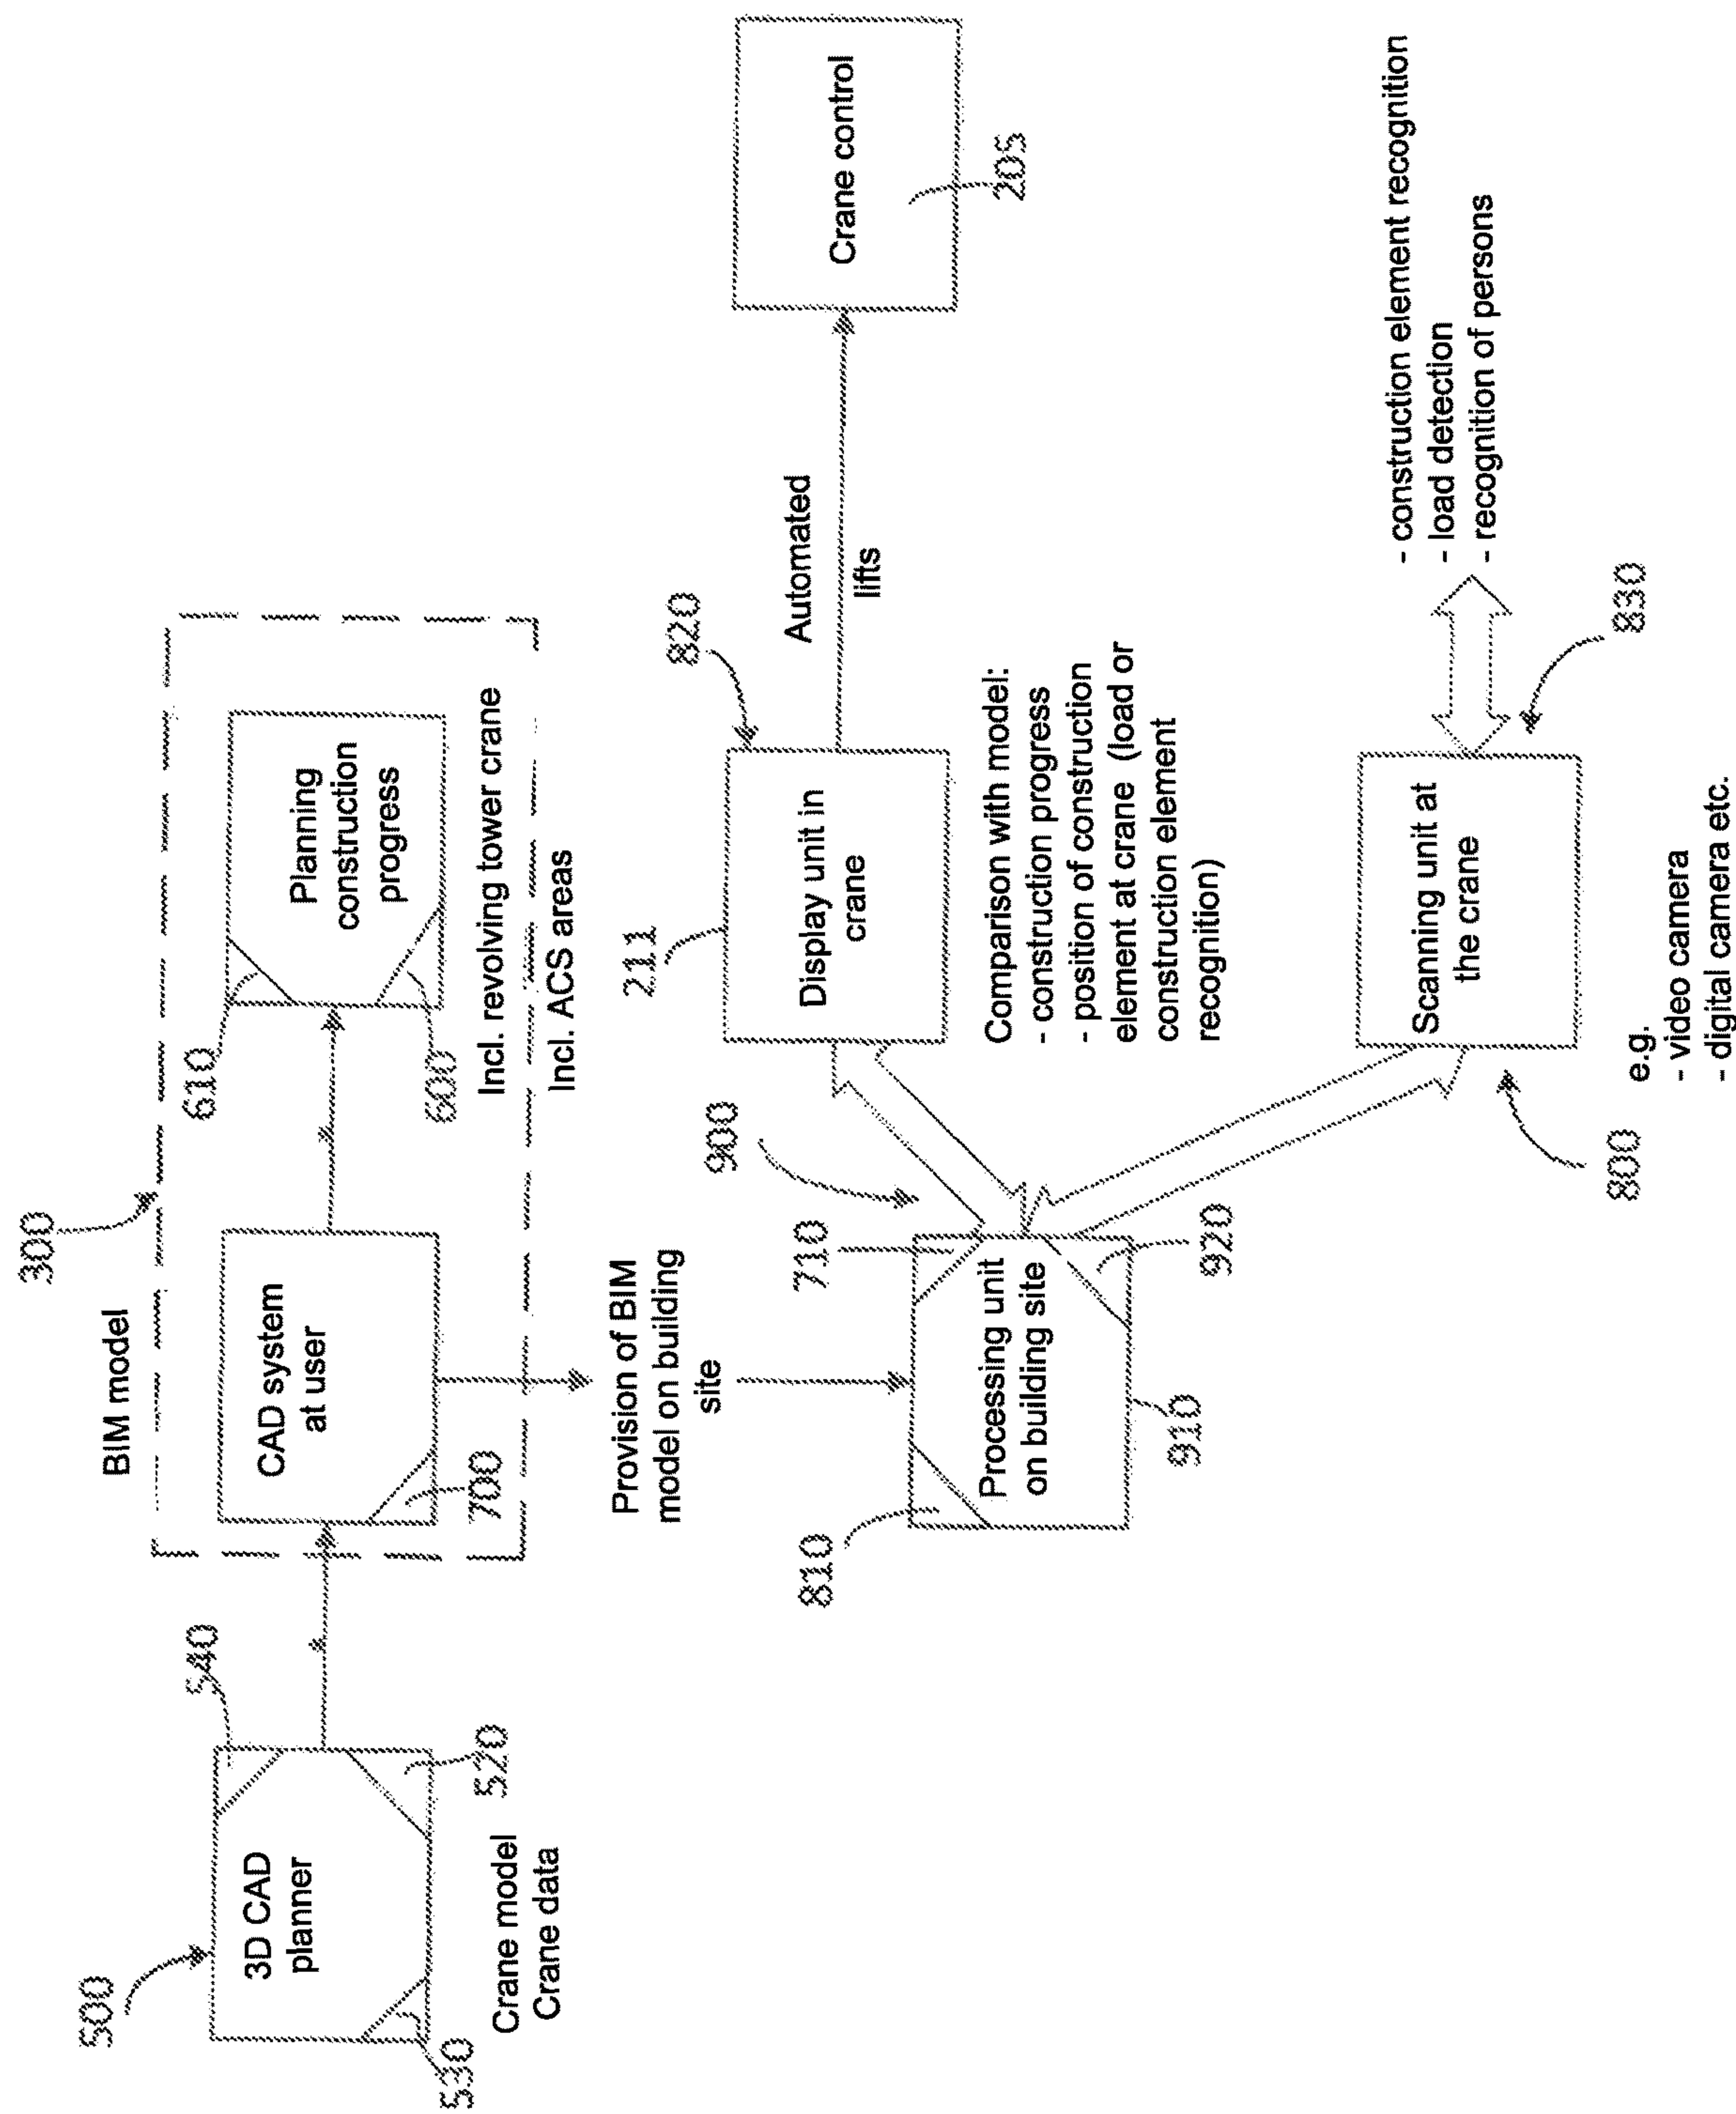 BIM model
300
500
3D CAD
planner
540
520
530
Crane model
Crane data
CAD system
at user
700
Planning
construction
progress
610
600
Incl. revolving tower crane
Incl. ACS areas
Provision of BIM
model on building
site
810
710
900
Processing unit
on building site
910
920
211
820
Display unit in
crane
Automated
lifts
Crane control
205
Comparison with model:
- construction progress
- position of construction
element at crane (load or
construction element
recognition)
Scanning unit at
the crane
800
830
- construction element recognition
- load detection
- recognition of persons
e.g.
- video camera
- digital camera etc.